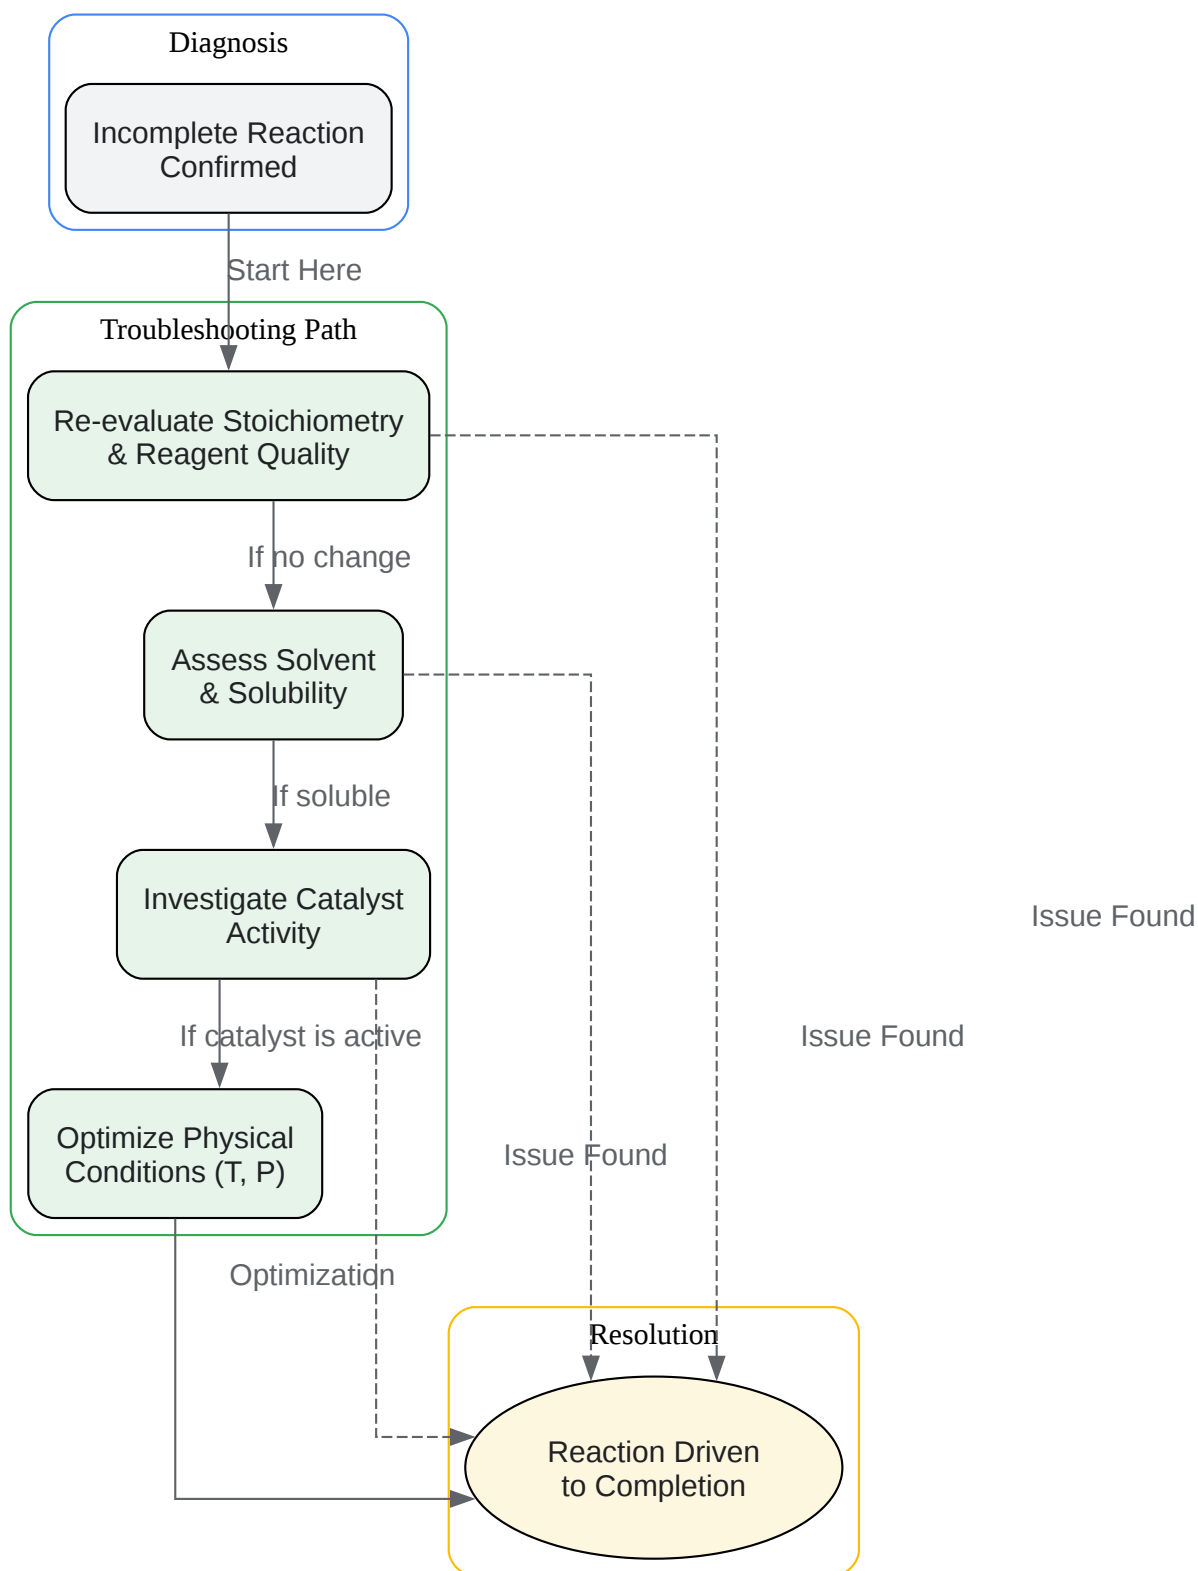 Diagnosis
Incomplete Reaction
Confirmed
Start Here
Troubleshooting Path
Re-evaluate Stoichiometry
& Reagent Quality
If no change
Assess Solvent
& Solubility
If soluble
Investigate Catalyst
Activity
Issue Found
If catalyst is active
Issue Found
Optimize Physical
Conditions (T, P)
Issue Found
Optimization
Resolution
Reaction Driven
to Completion